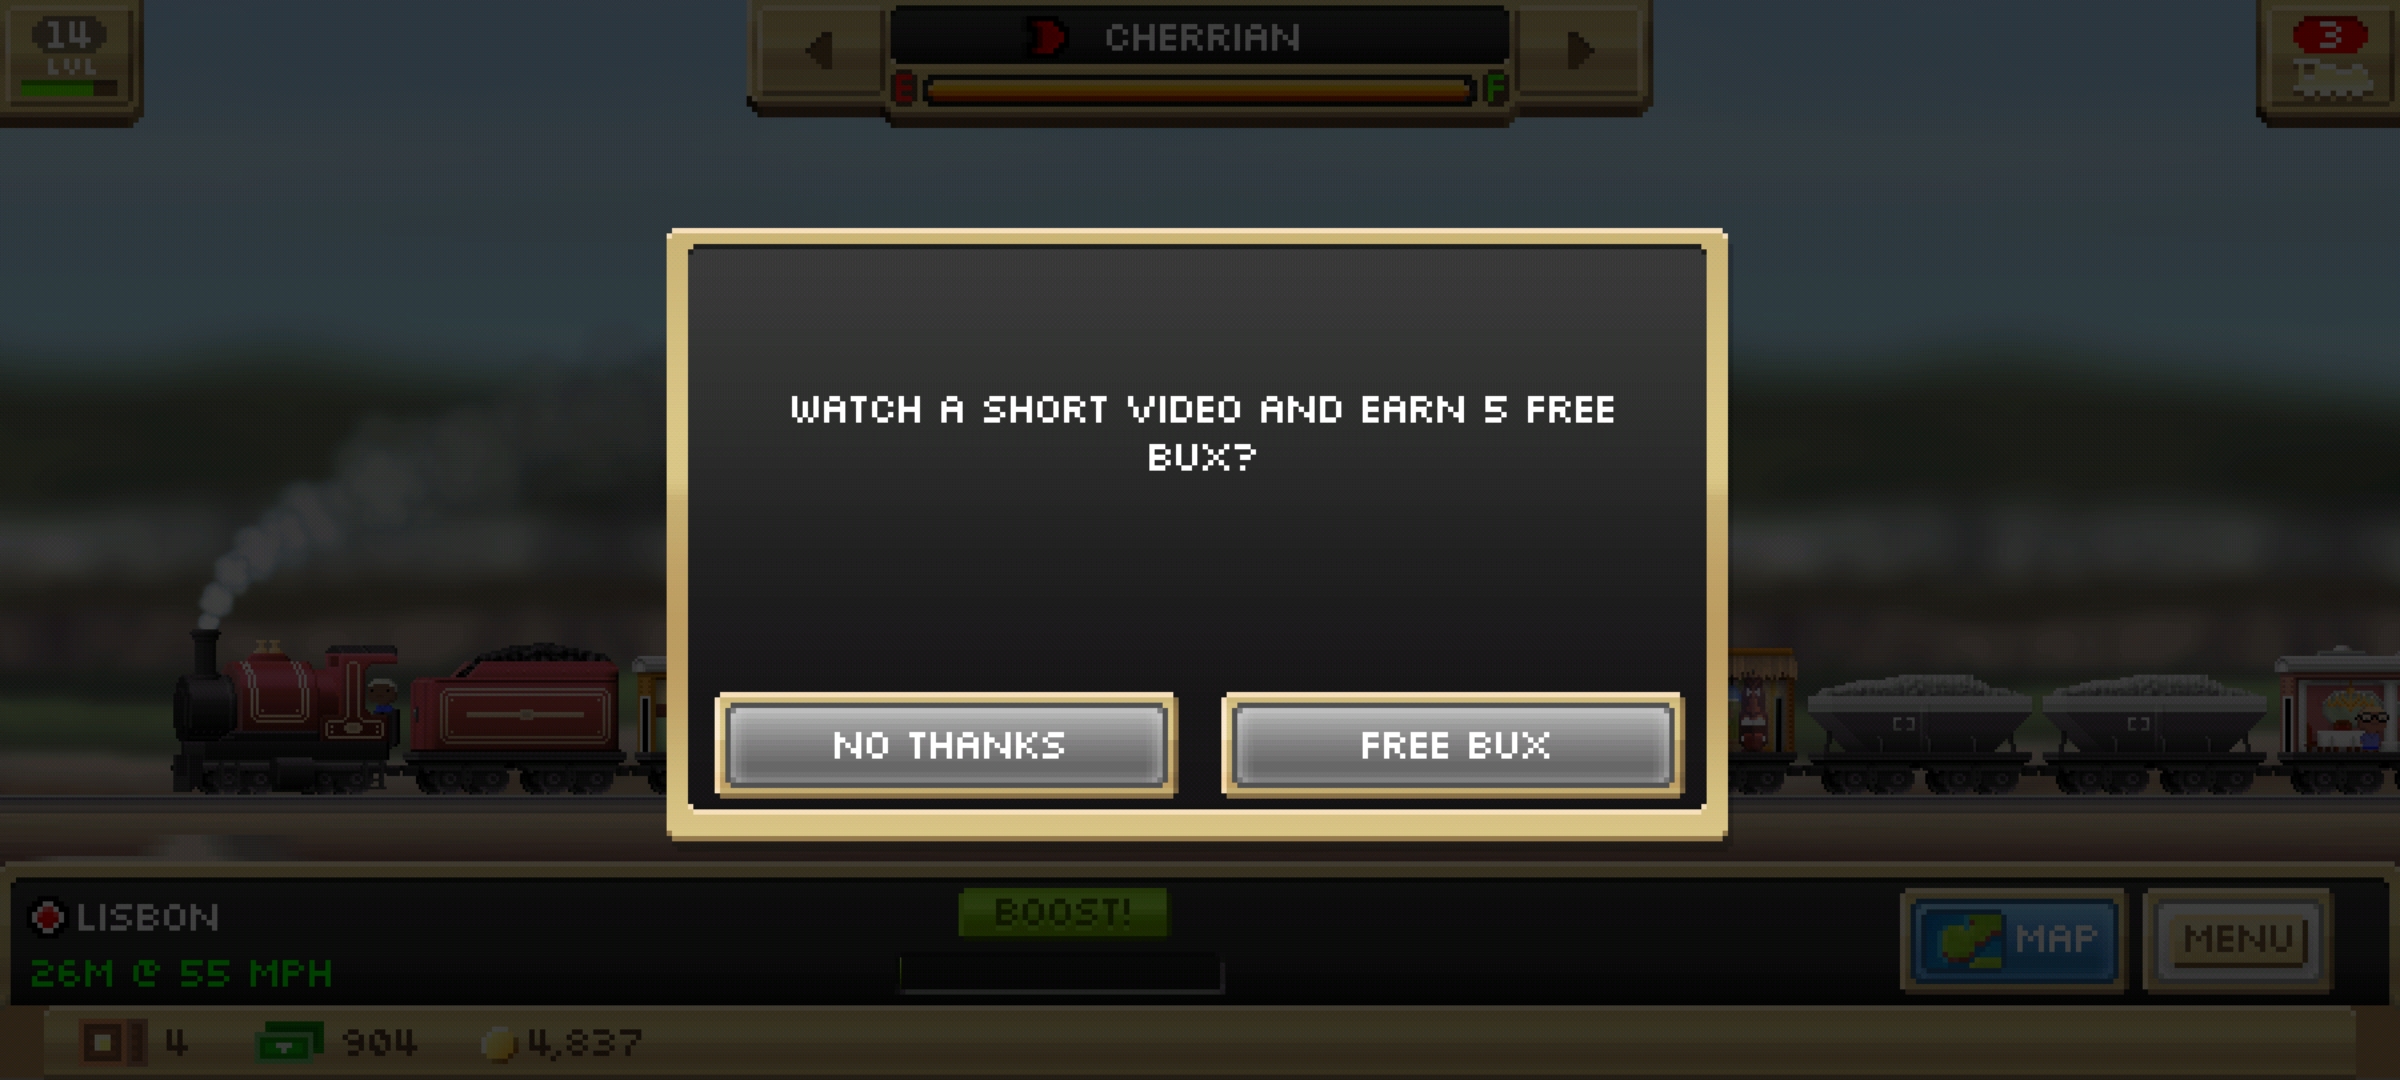 14
LVL
CHERRIAN
E F
3
WATCH A SHORT VIDEO AND EARN 5 FREE
BUX?
NO THANKS
FREE BUX
LISBON
26M @ 55 MPH
BOOST!
MAP
MENU
4
904
4,837